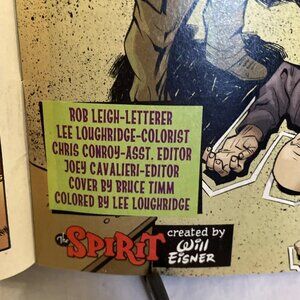 ROB LEIGH-LETTERER
LEE LOUGHRIDGE-COLORIST
CHRIS CONROY-ASST. EDITOR
JOEY CAVALIERI-EDITOR
COVER BY BRUCE TIMM
COLORED BY LEE LOUGHRIDGE
The SPIRIT created by
Will
EISNER